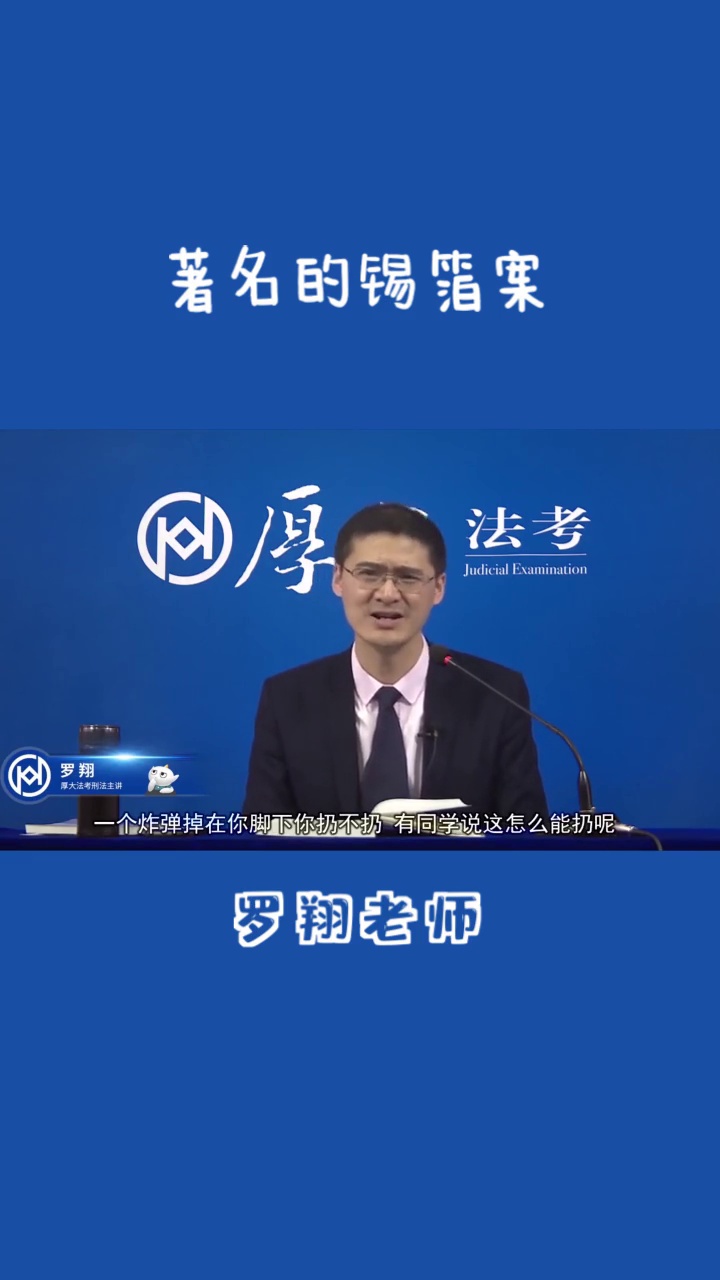 著名的锡箔案
厚 法考
Judicial Examination
罗翔
厚大法考刑法主讲
一个炸弹掉在你脚下你扔不扔 有同学说这怎么能扔呢
罗翔老师